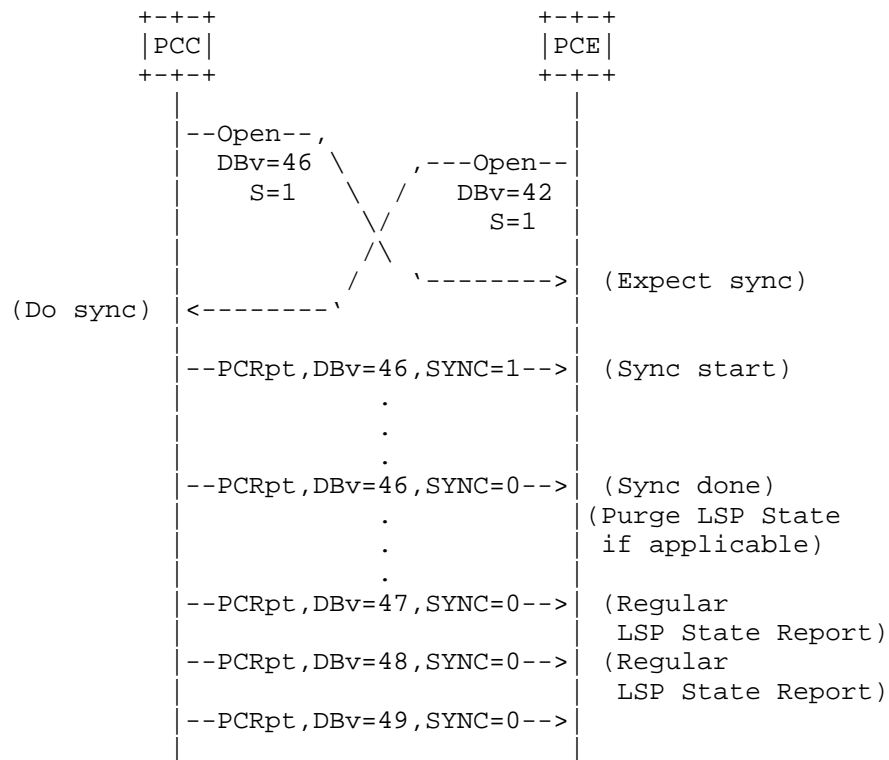 +-+-+                    +-+-+
|PCC|                    |PCE|
+-+-+                    +-+-+
  |                        |
  |--Open--,               |
  |  DBv=46 \    ,---Open--|
  |    S=1   \  /   DBv=42 |
  |           \/      S=1  |
  |           /\           |
  |          /  `--------->|  (Expect sync)
(Do sync)  |<--------`              |
  |                        |
  |--PCRpt,DBv=46,SYNC=1-->|  (Sync start)
  |            .           |
  |            .           |
  |            .           |
  |--PCRpt,DBv=46,SYNC=0-->|  (Sync done)
  |            .           |(Purge LSP State
  |            .           | if applicable)
  |            .           |
  |--PCRpt,DBv=47,SYNC=0-->|  (Regular
  |                        |   LSP State Report)
  |--PCRpt,DBv=48,SYNC=0-->|  (Regular
  |                        |   LSP State Report)
  |--PCRpt,DBv=49,SYNC=0-->|
  |                        |